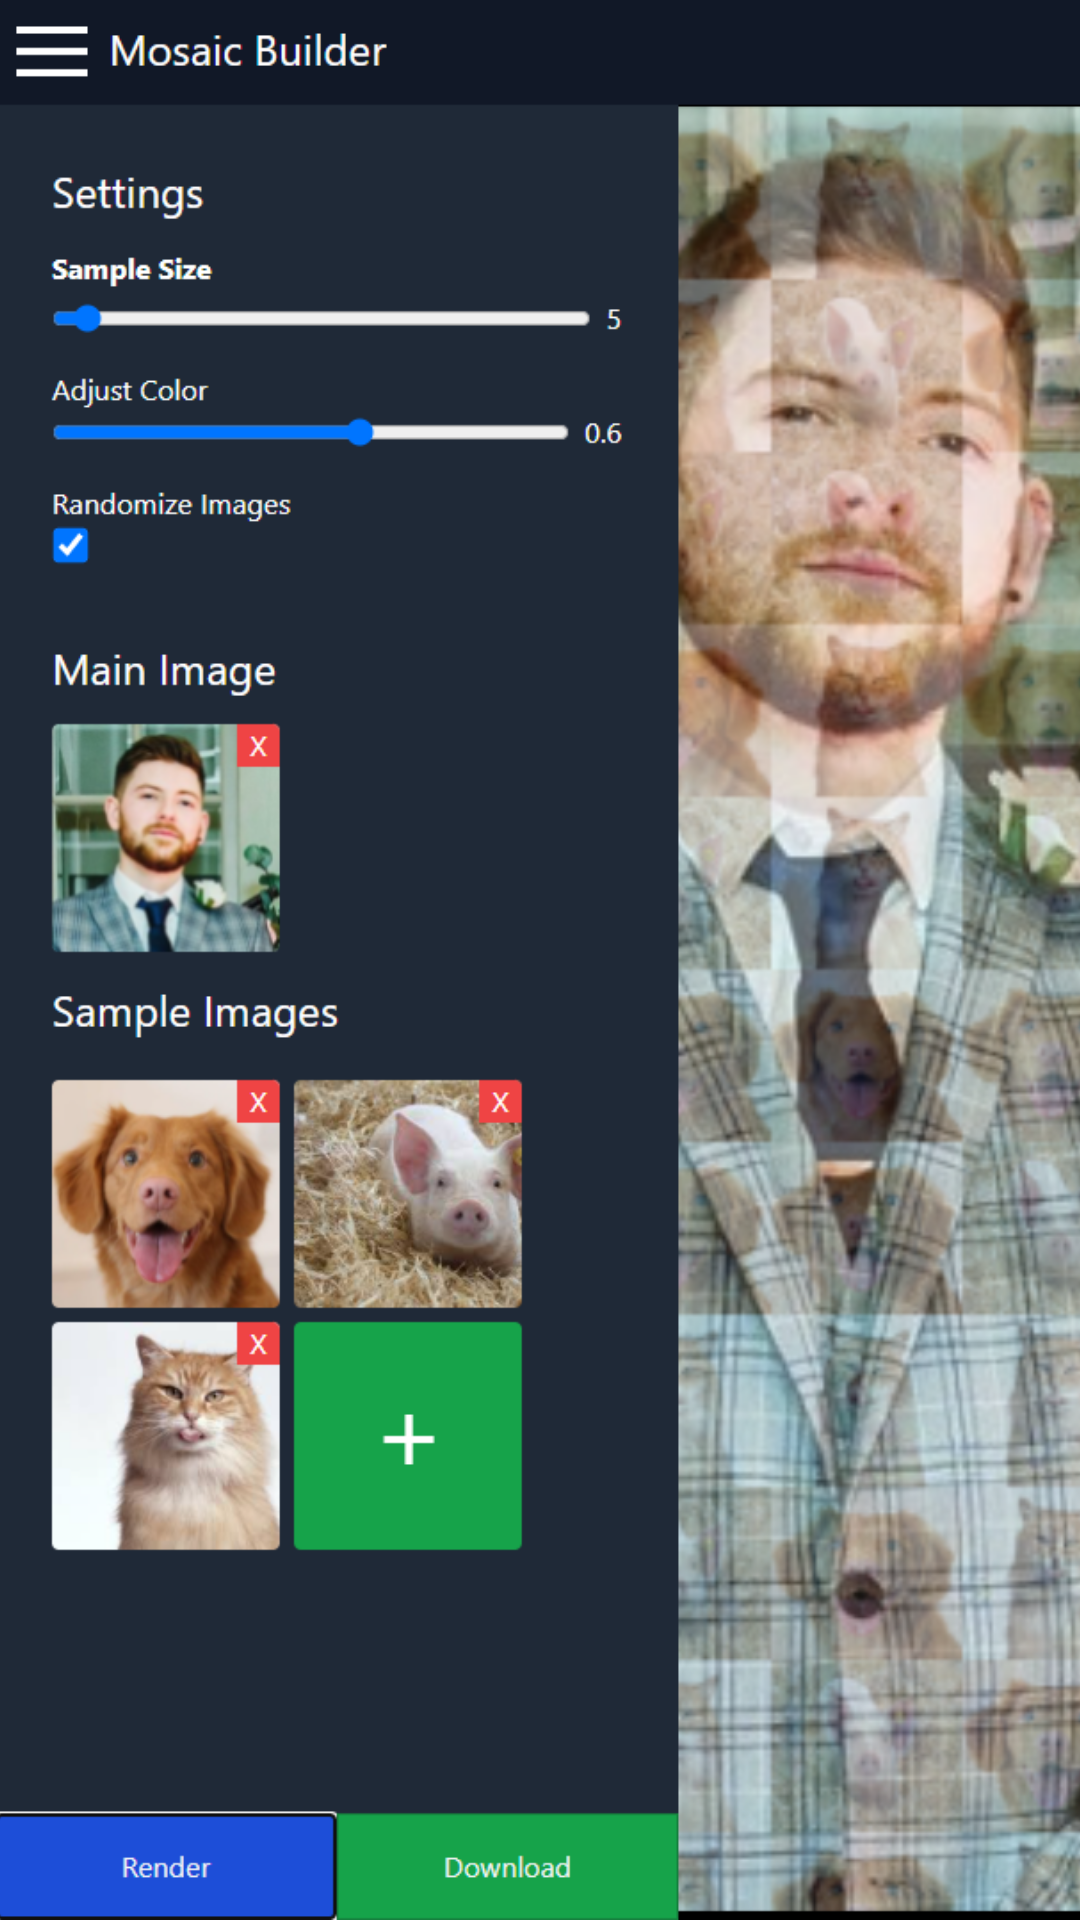 Mosaic Builder
Settings
Sample Size
5
Adjust Color
0.6
Randomize Images
Main Image
X
Sample Images
X
X
X
+
Render
Download